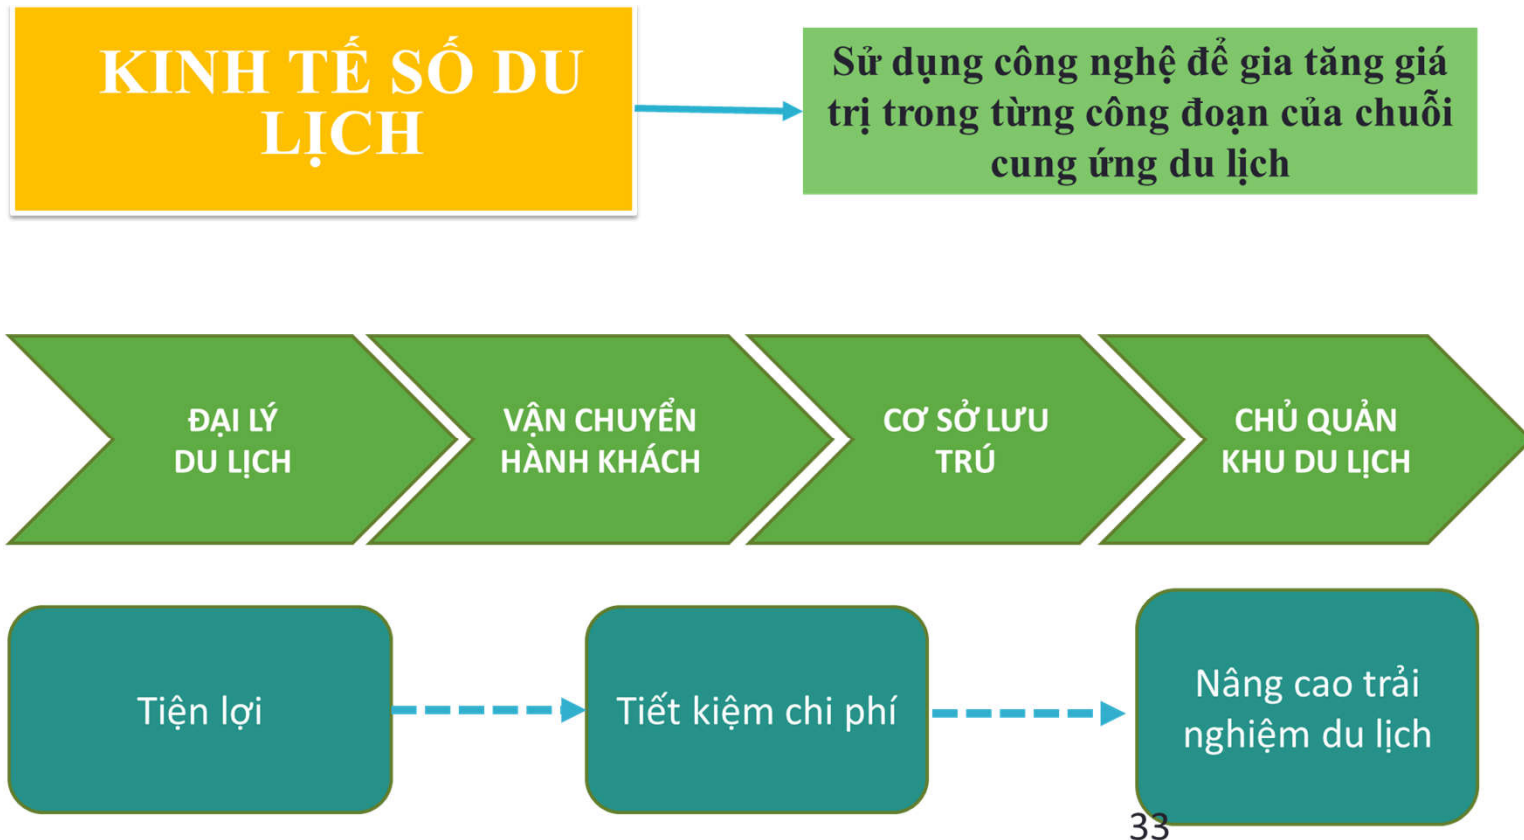 KINH TẾ SỐ DU
LỊCH
Sử dụng công nghệ để gia tăng giá
trị trong từng công đoạn của chuỗi
cung ứng du lịch
ĐẠI LÝ
DU LỊCH
VẬN CHUYỂN
HÀNH KHÁCH
CƠ SỞ LƯU
TRÚ
CHỦ QUẢN
KHU DU LỊCH
Tiện lợi
Tiết kiệm chi phí
Nâng cao trải
nghiệm du lịch
33